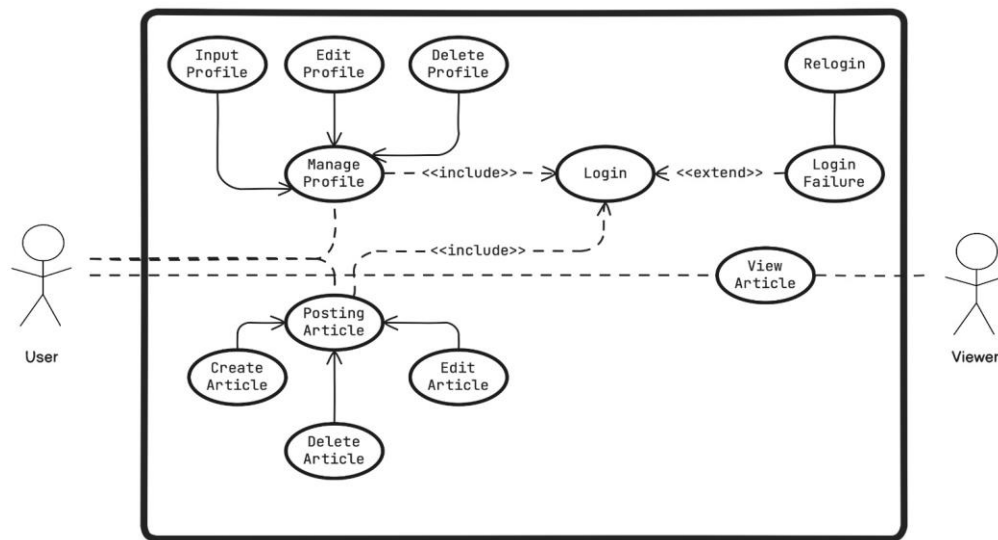 Input
Profile
Edit
Profile
Delete
Profile
Relogin
Manage
Profile
<<include>>
Login
<<extend>>
Login
Failure
<<include>>
View
Article
User
Viewer
Posting
Article
Create
Article
Edit
Article
Delete
Article